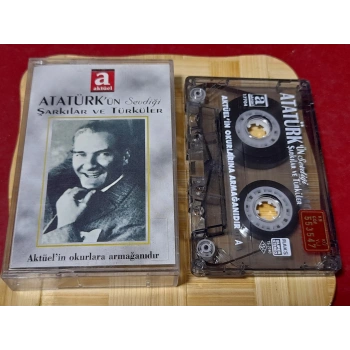 a
aktüel
ATATÜRK'ÜN Sevdiği
ŞARKILAR VE TÜRKÜLER
Aktüel'in okurlara armağanıdır
a
ATATÜRK'ÜN Sevdiği
Şarkılar ve Türküler
AKTÜEL'İN OKURLARINA ARMAĞANIDIR
A
RAKS